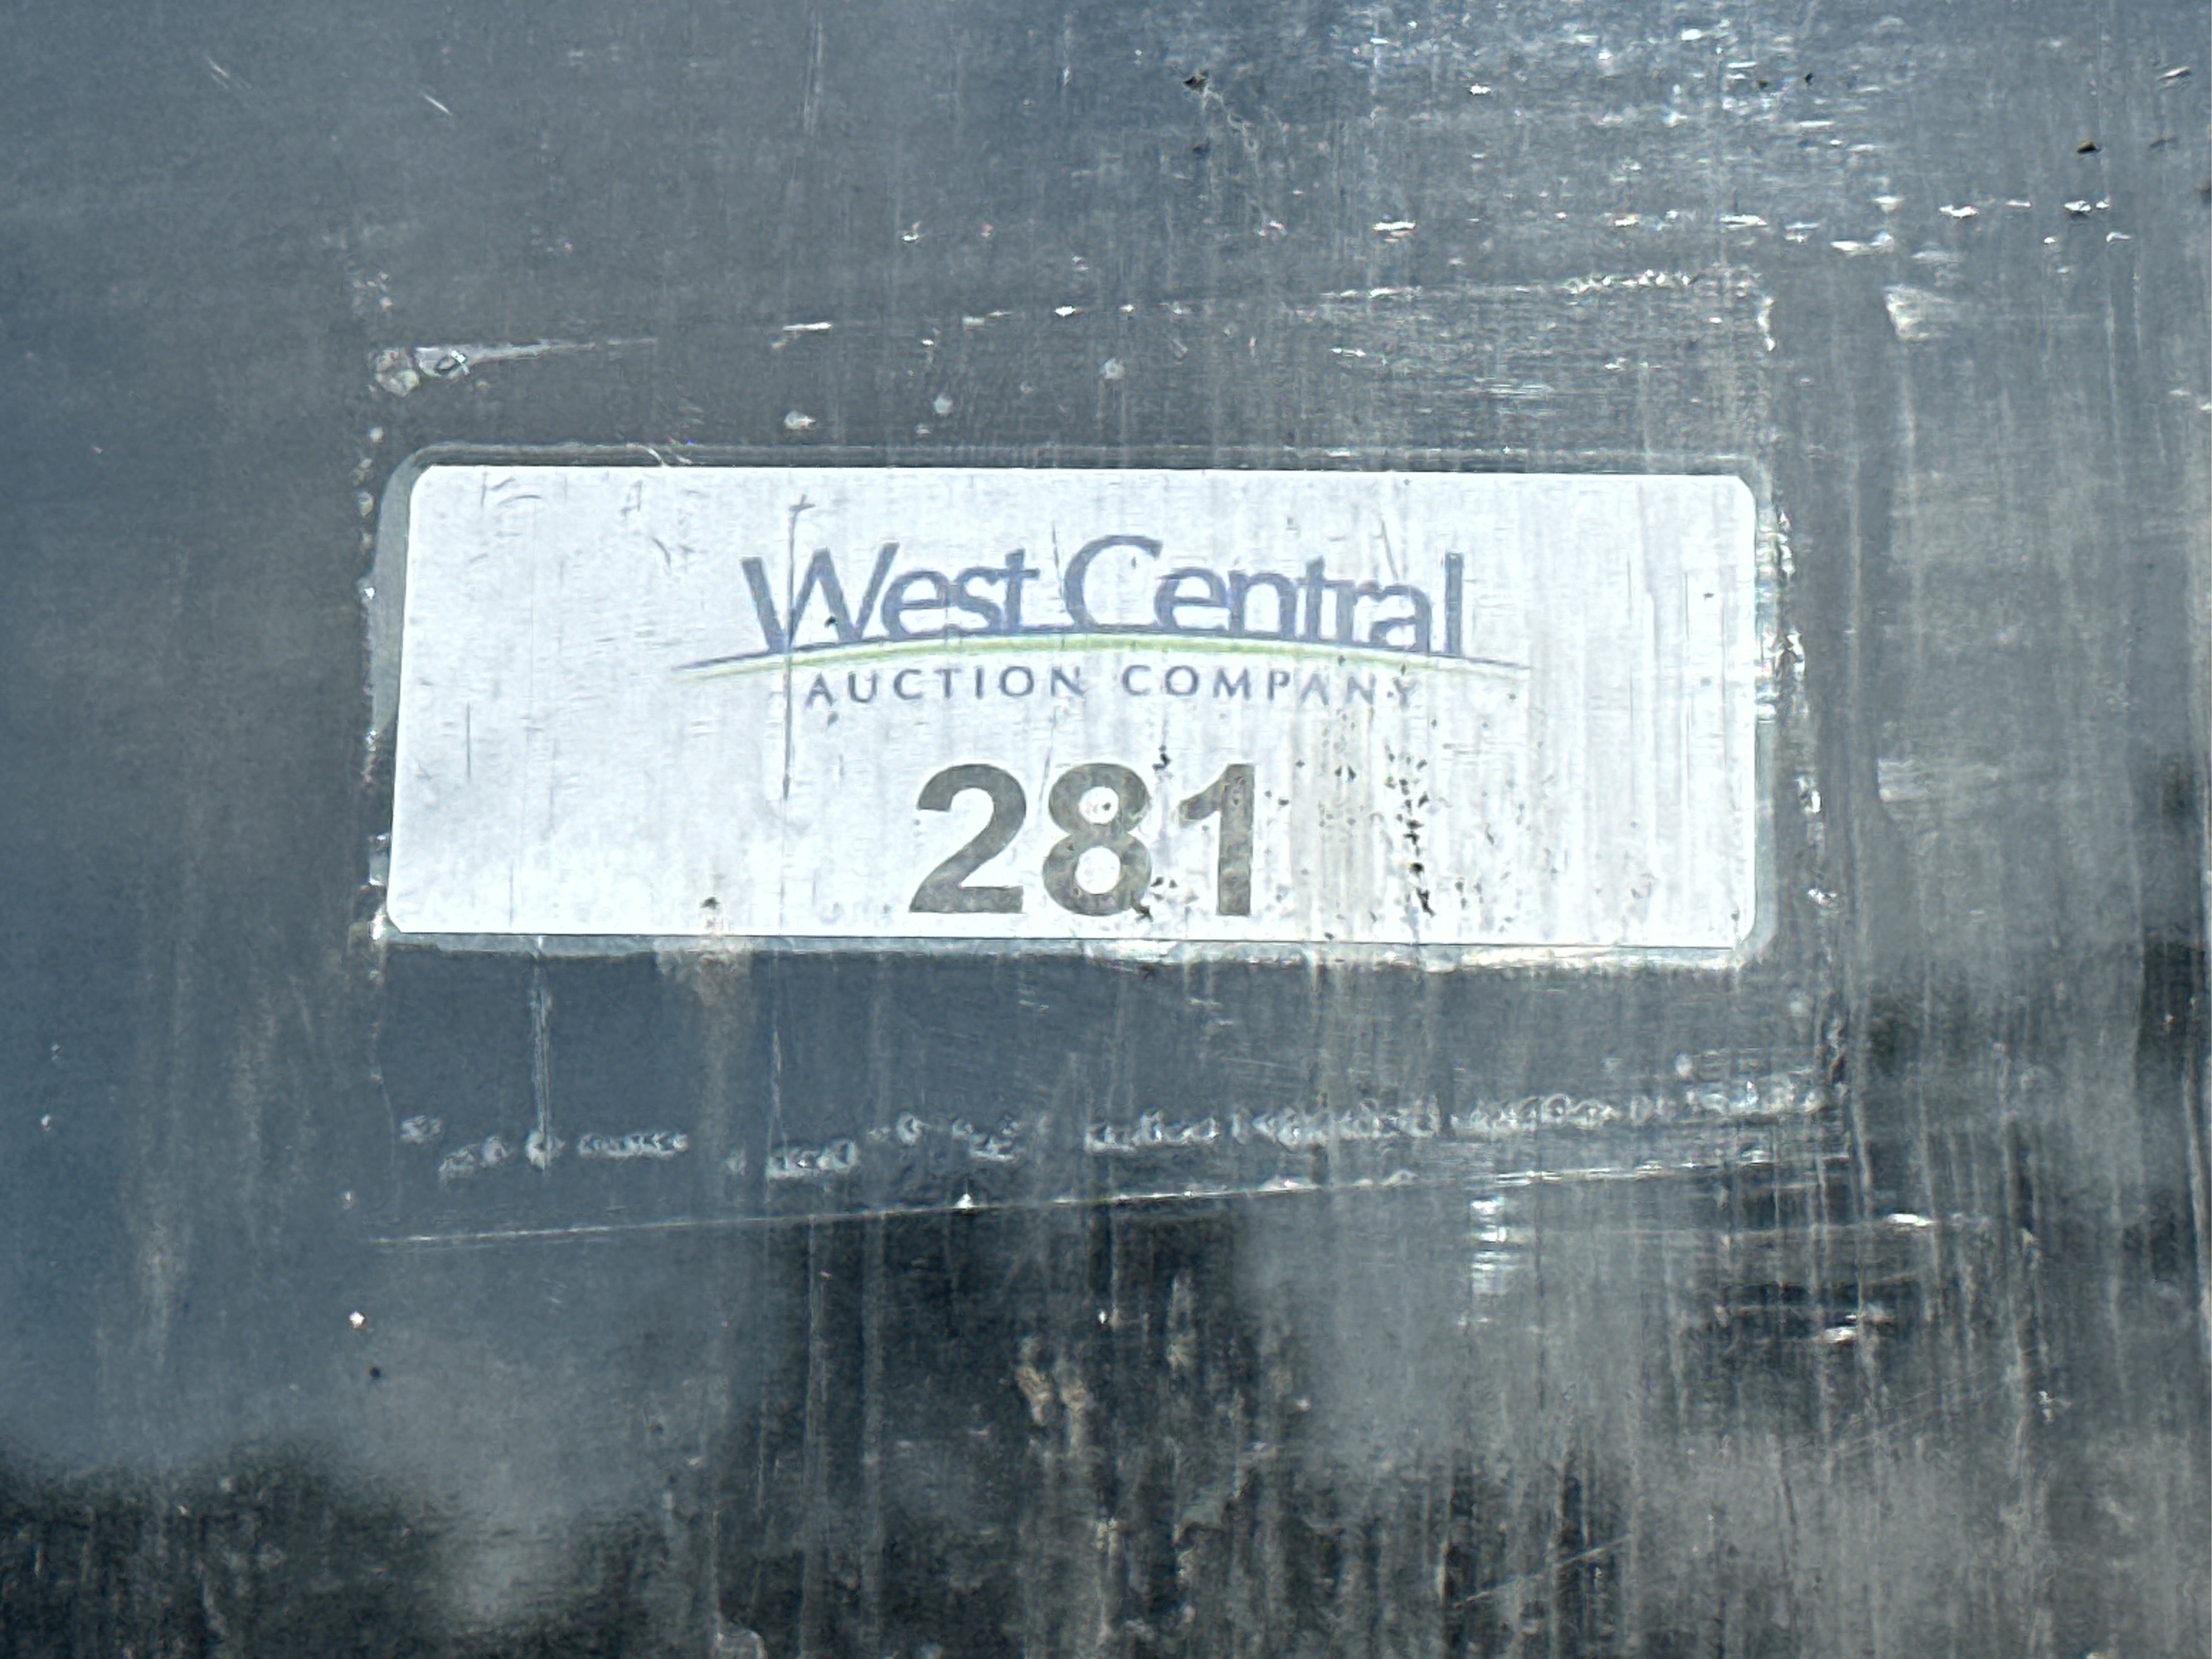 West Central
AUCTION COMPANY
281